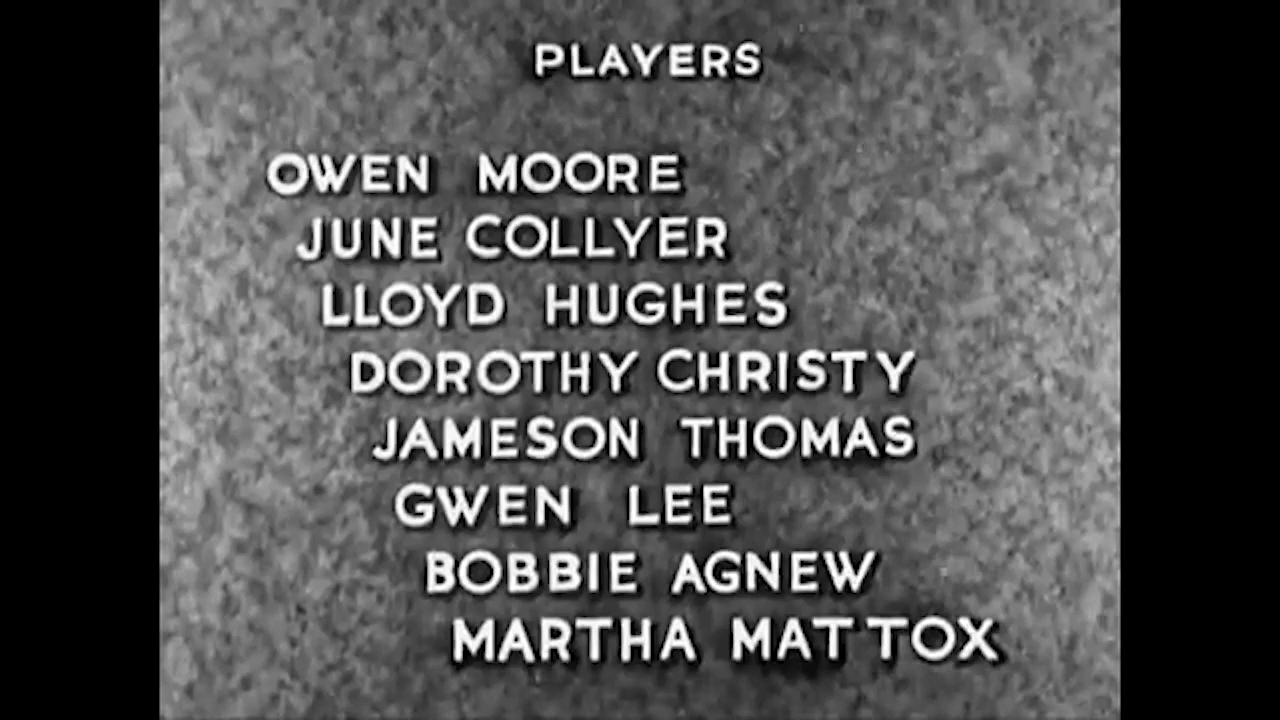 PLAYERS
OWEN MOORE
JUNE COLLYER
LLOYD HUGHES
DOROTHY CHRISTY
JAMESON THOMAS
GWEN LEE
BOBBIE AGNEW
MARTHA MATTOX